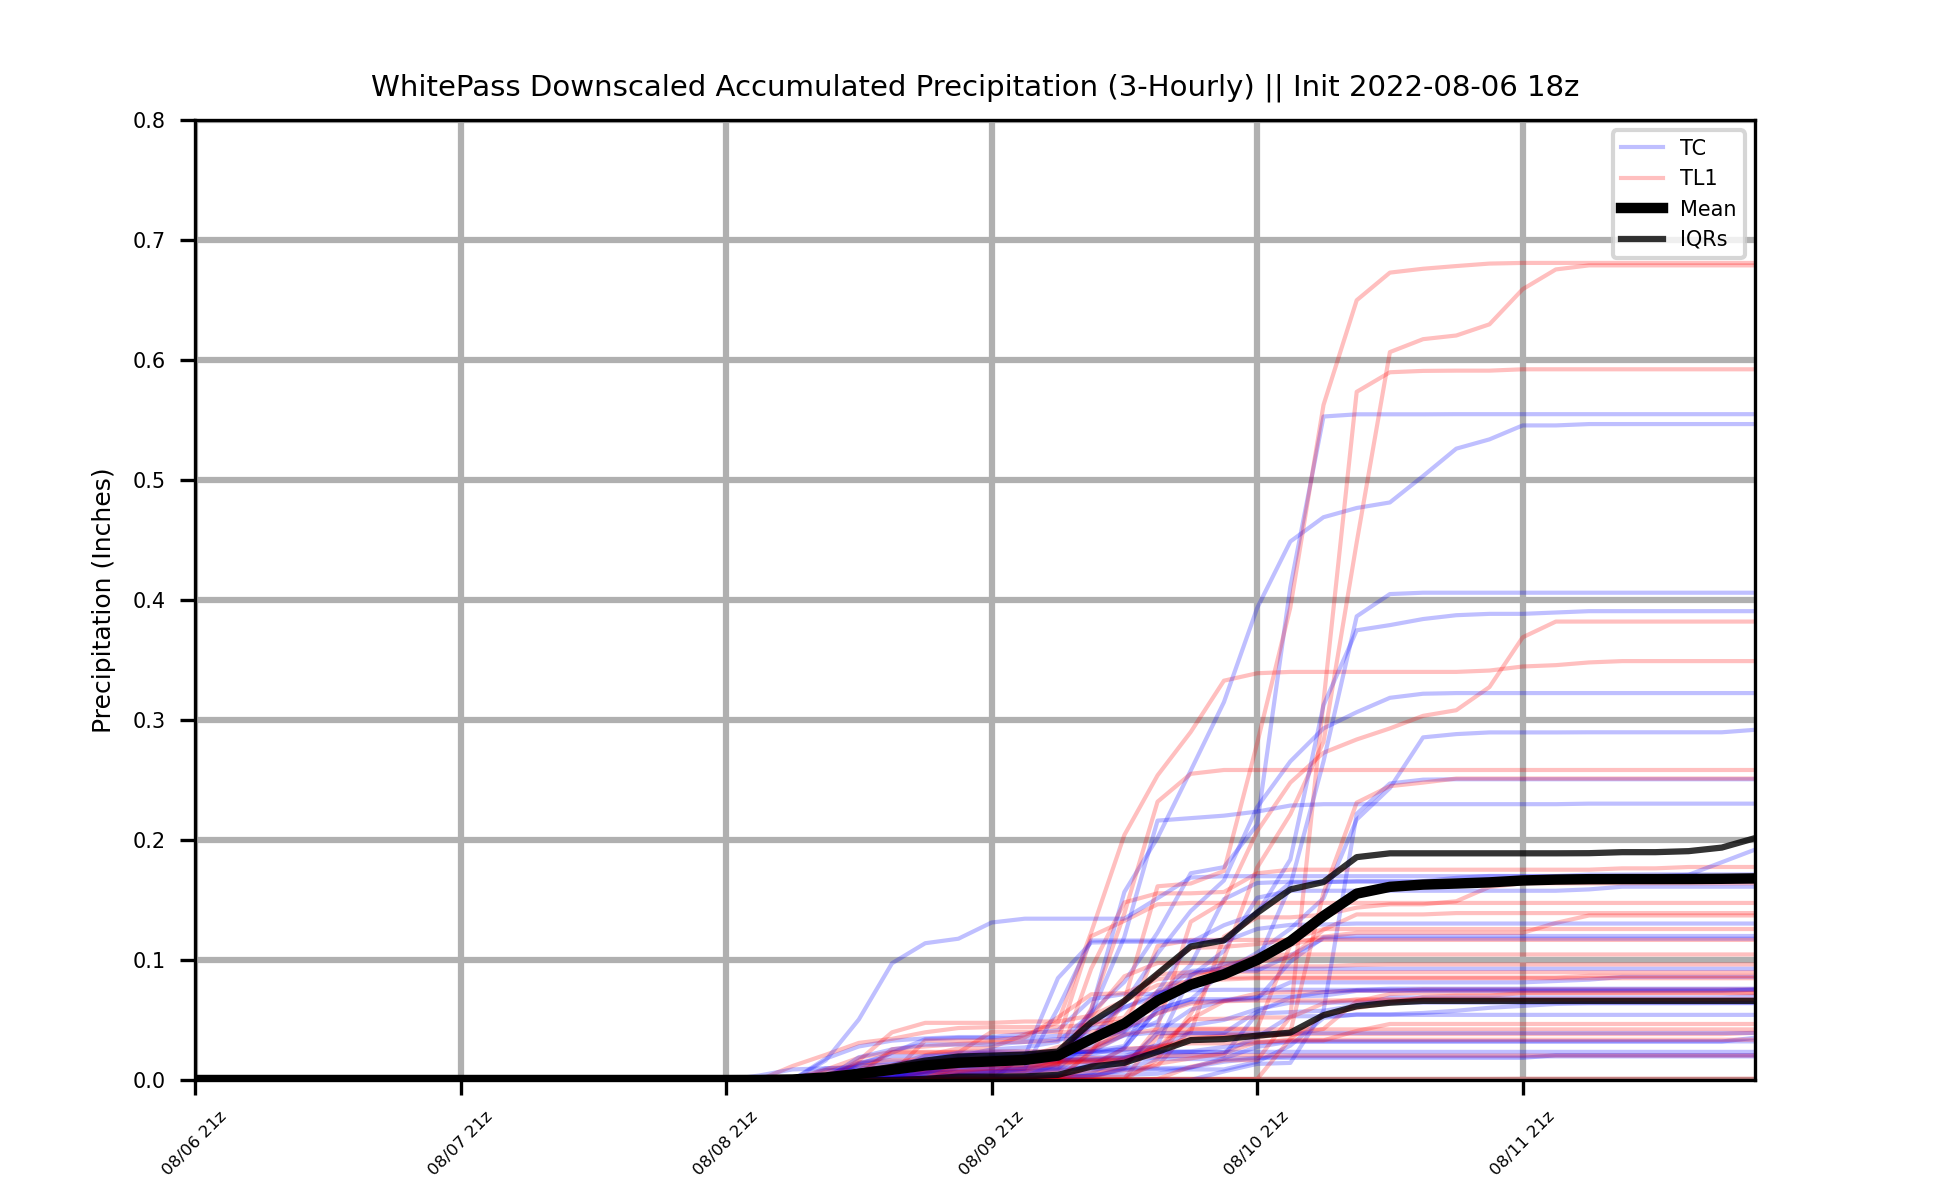 WhitePass Downscaled Accumulated Precipitation (3-Hourly) || Init 2022-08-06 18z
Precipitation (Inches)
0.8
0.7
0.6
0.5
0.4
0.3
0.2
0.1
0.0
TC
TL1
Mean
IQRs
08/06 21z
08/07 21z
08/08 21z
08/09 21z
08/10 21z
08/11 21z